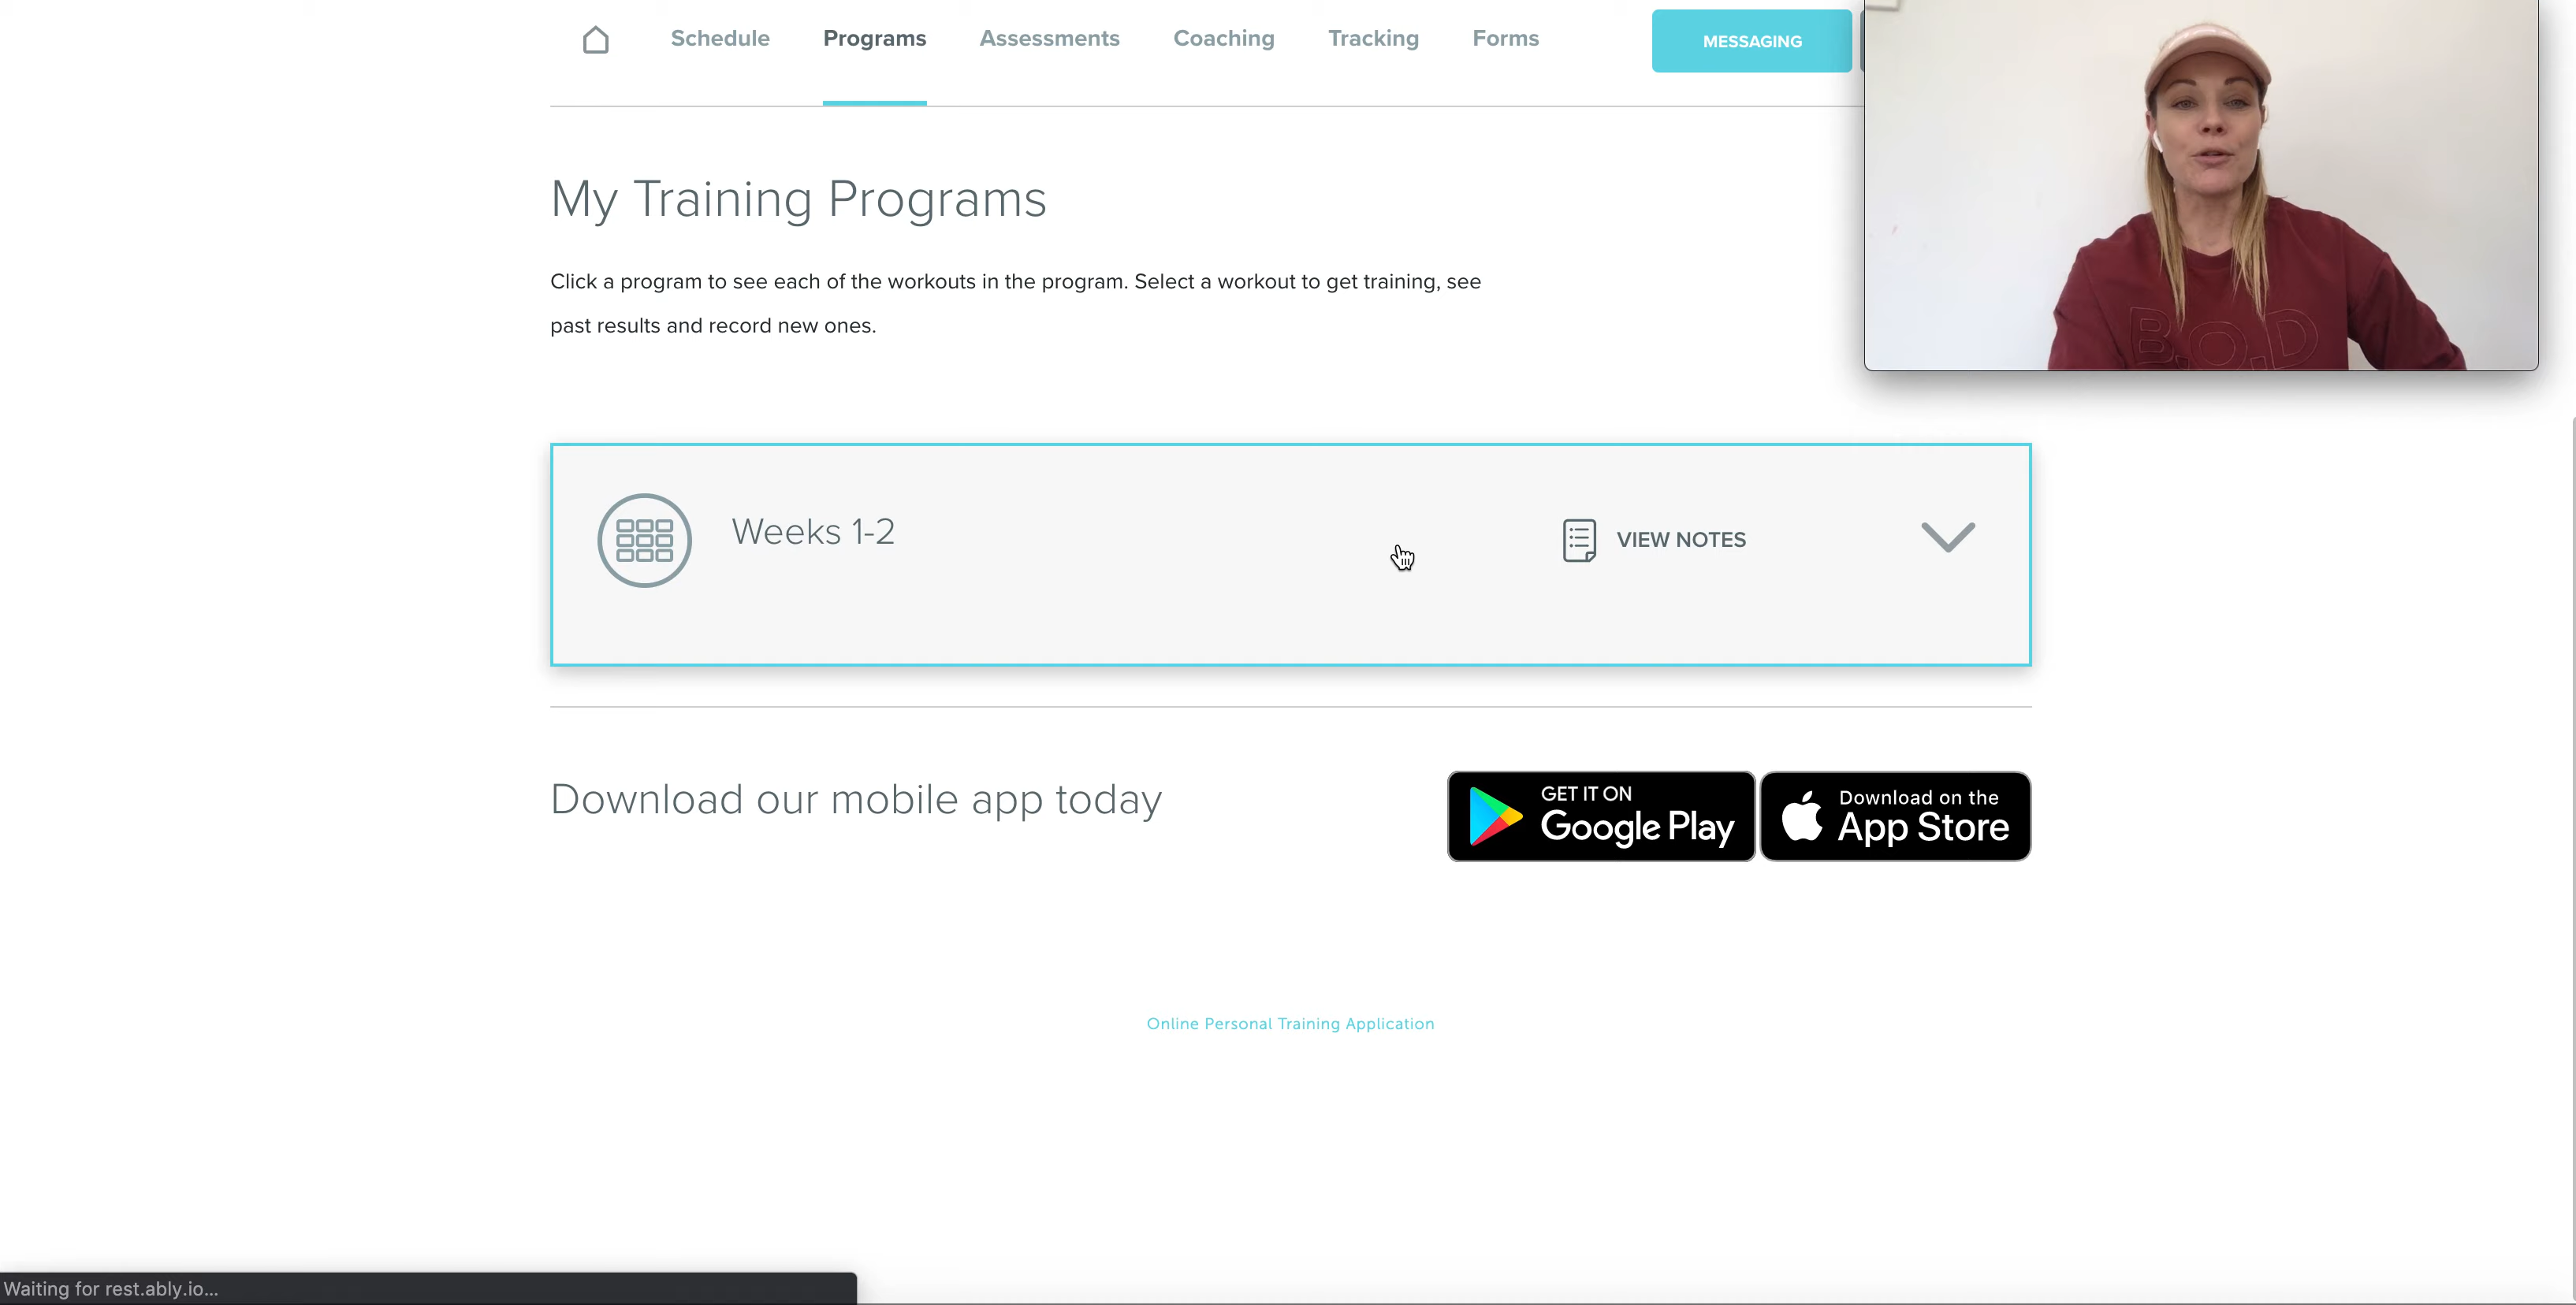 Schedule
Programs
Assessments
Coaching
Tracking
Forms
MESSAGING
My Training Programs
Click a program to see each of the workouts in the program. Select a workout to get training, see
past results and record new ones.
B.O.D
Weeks 1-2
VIEW NOTES
Download our mobile app today
GET IT ON
Google Play
Download on the
App Store
Online Personal Training Application
Waiting for rest.ably.io...